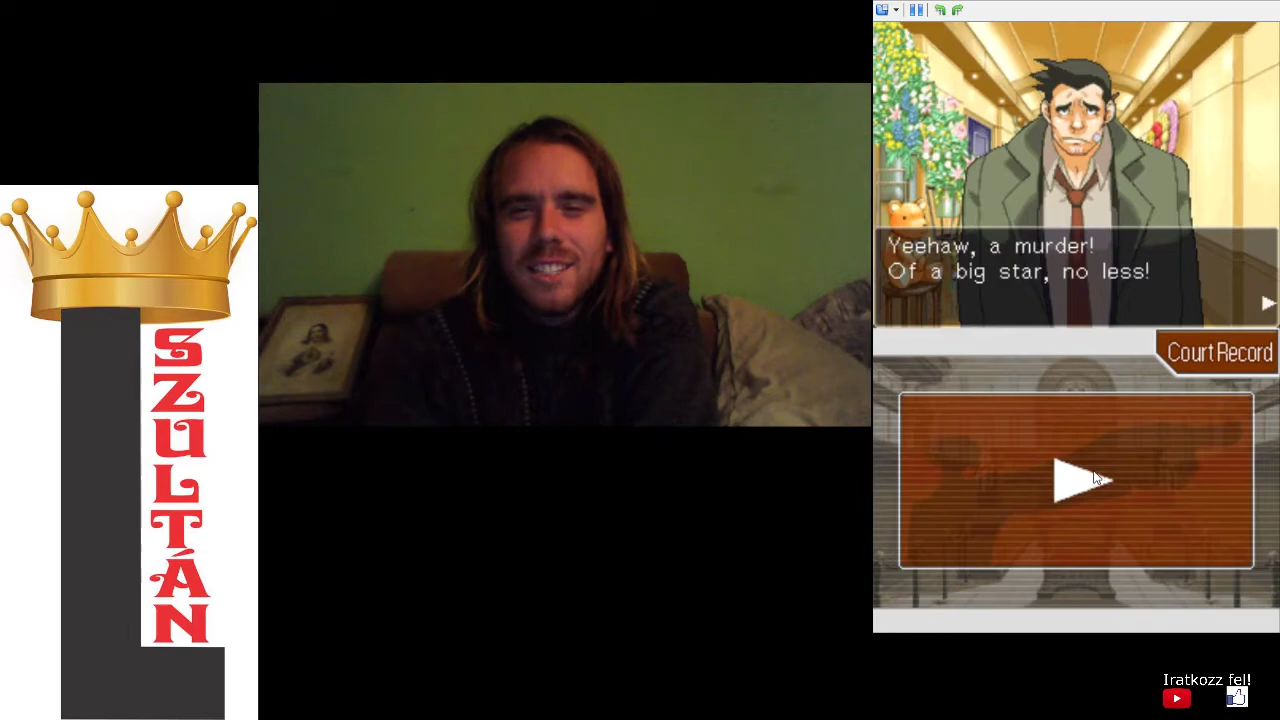 L
SZULTÁN
Yeehaw, a murder!
Of a big star, no less!
Court Record
Iratkozz fel!